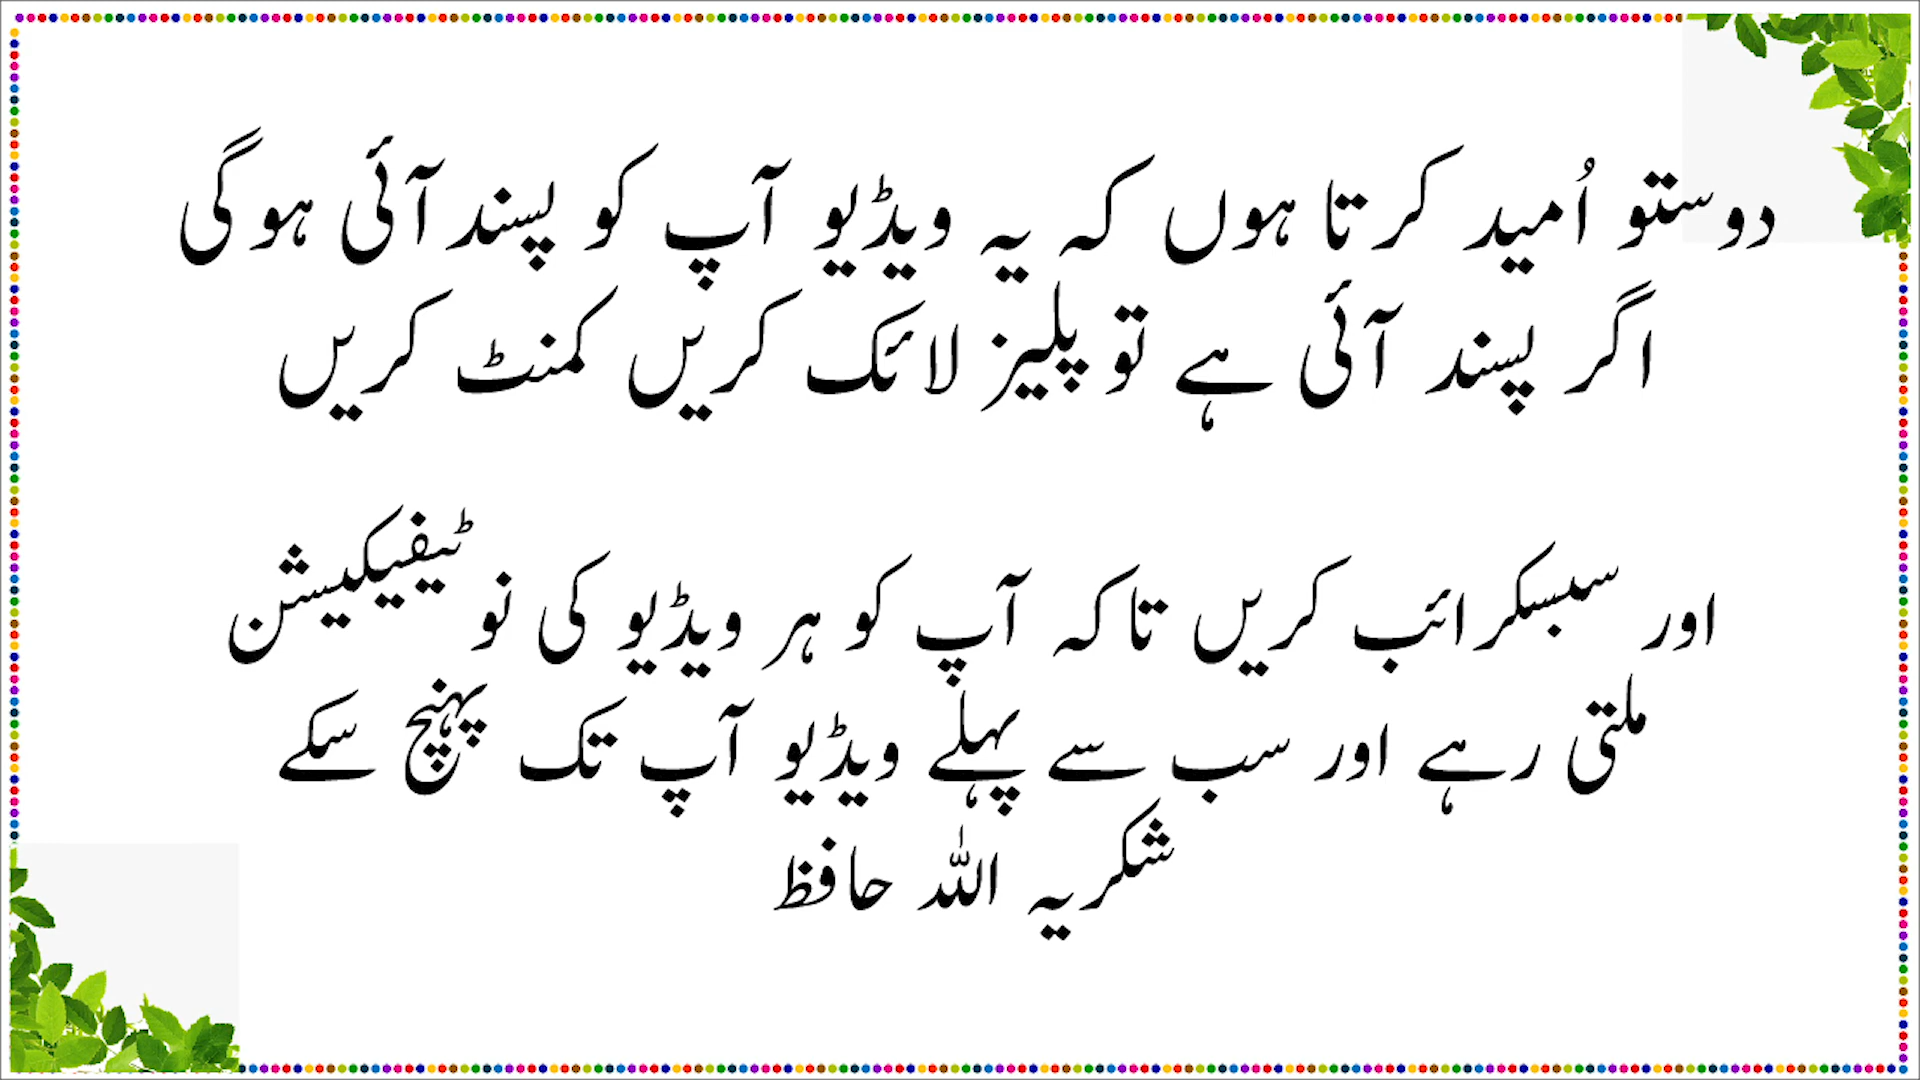 دوستو اُمید کرتا ہوں کہ یہ ویڈیو آپ کو پسند آئی ہوگی
اگر پسند آئی ہے تو پلیز لائک کریں کمنٹ کریں
اور سبسکرائب کریں تاکہ آپ کو ہر ویڈیو کی نوٹیفیکیشن
ملتی رہے اور سب سے پہلے ویڈیو آپ تک پہنچ سکے
شکریہ اللہ حافظ